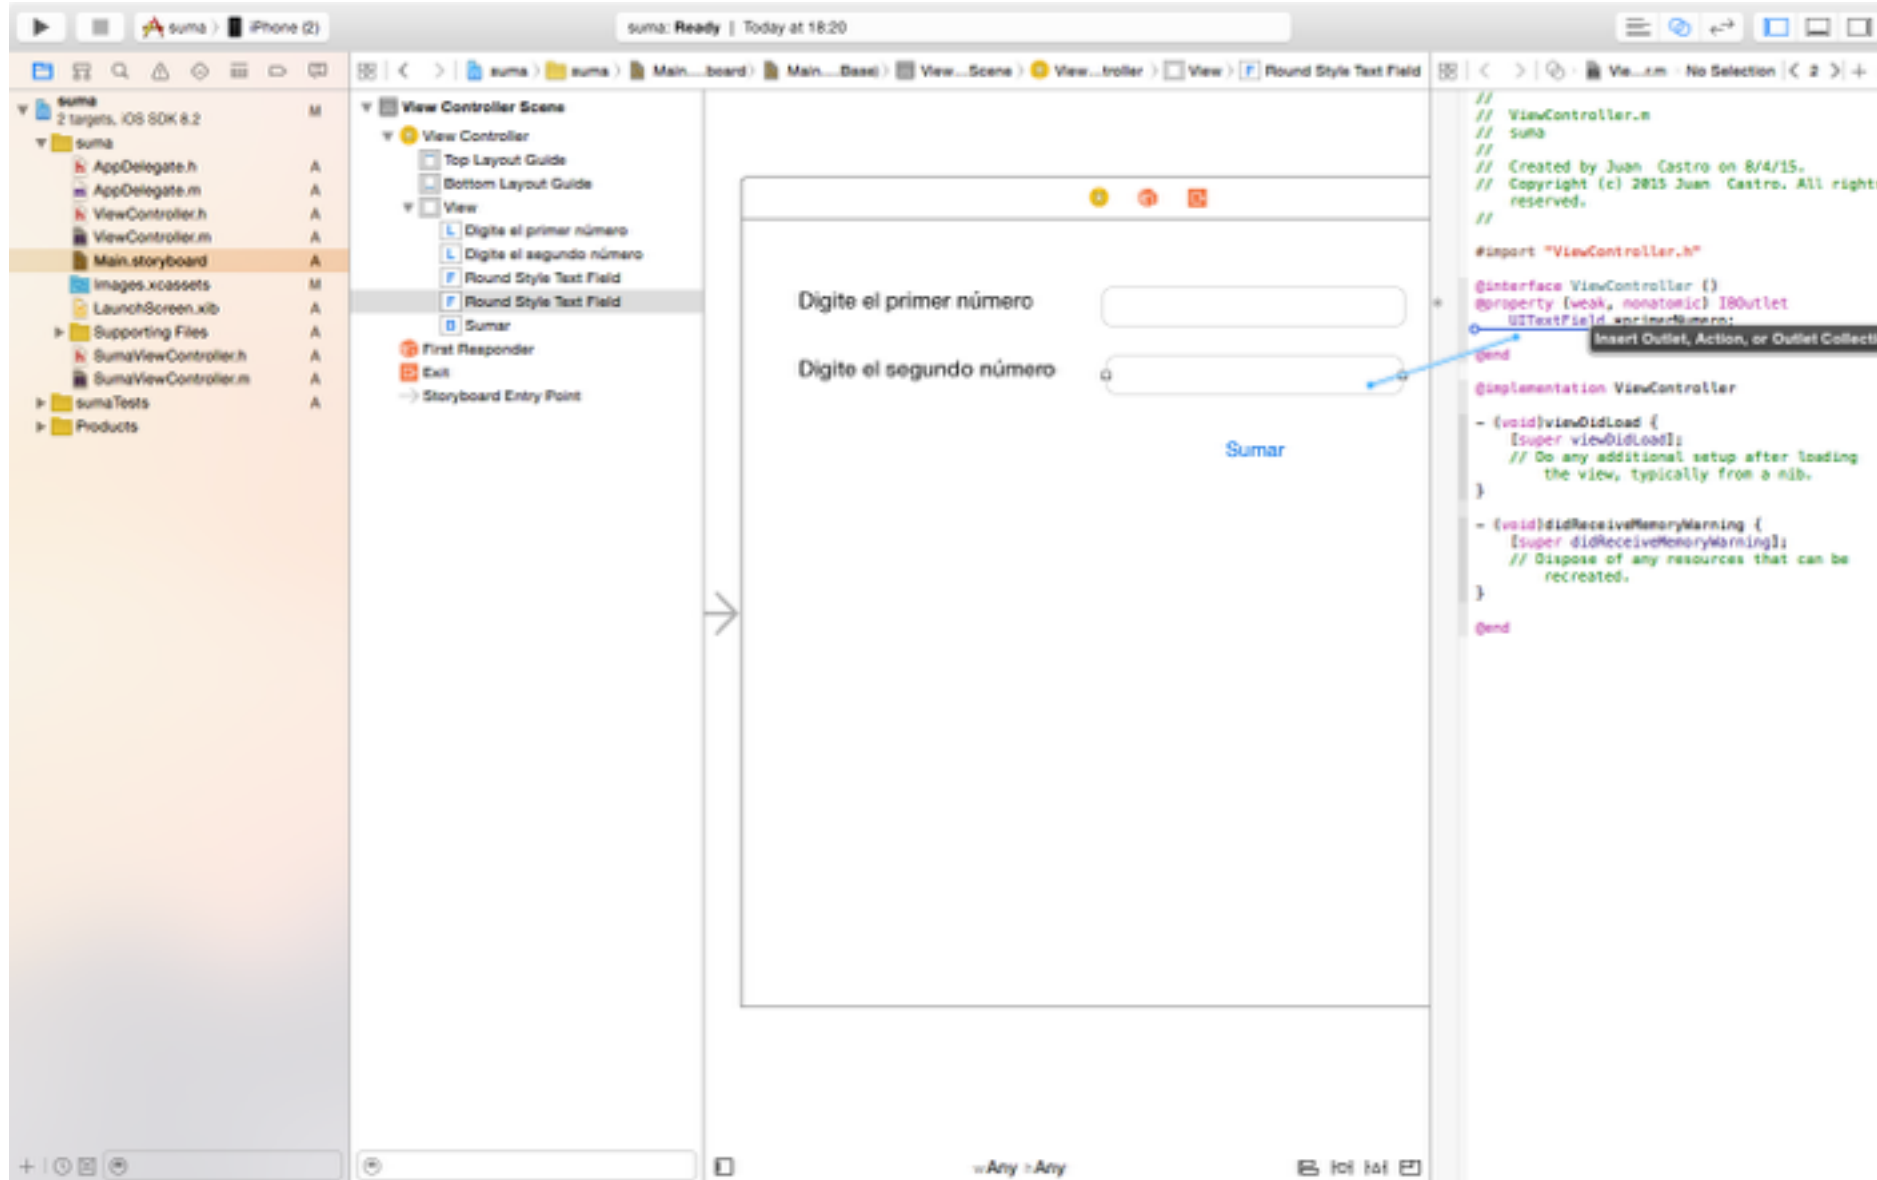 suma iPhone (2)
suma: Ready | Today at 18:20
suma suma Main....board) Main....Base) View...Scene View...troller View Round Style Text Field
Vie...r.m No Selection 2
suma M
2 targets, iOS SDK 8.2
suma
AppDelegate.h A
AppDelegate.m A
ViewController.h A
ViewController.m A
Main.storyboard A
Images.xcassets M
LaunchScreen.xib A
Supporting Files A
SumaViewController.h A
SumaViewController.m A
sumaTests A
Products
View Controller Scene
View Controller
Top Layout Guide
Bottom Layout Guide
View
L Digite el primer número
L Digite el segundo número
F Round Style Text Field
F Round Style Text Field
B Sumar
First Responder
Exit
Storyboard Entry Point
Digite el primer número
Digite el segundo número
Sumar
wAny hAny
//
// ViewController.m
// suma
//
// Created by Juan Castro on 8/4/15.
// Copyright (c) 2015 Juan Castro. All rights
reserved.
//
#import "ViewController.h"
@interface ViewController ()
@property (weak, nonatomic) IBOutlet
UITextField *primerNumero;
Insert Outlet, Action, or Outlet Collecti
@end
@implementation ViewController
- (void)viewDidLoad {
[super viewDidLoad];
// Do any additional setup after loading
the view, typically from a nib.
}
- (void)didReceiveMemoryWarning {
[super didReceiveMemoryWarning];
// Dispose of any resources that can be
recreated.
}
@end